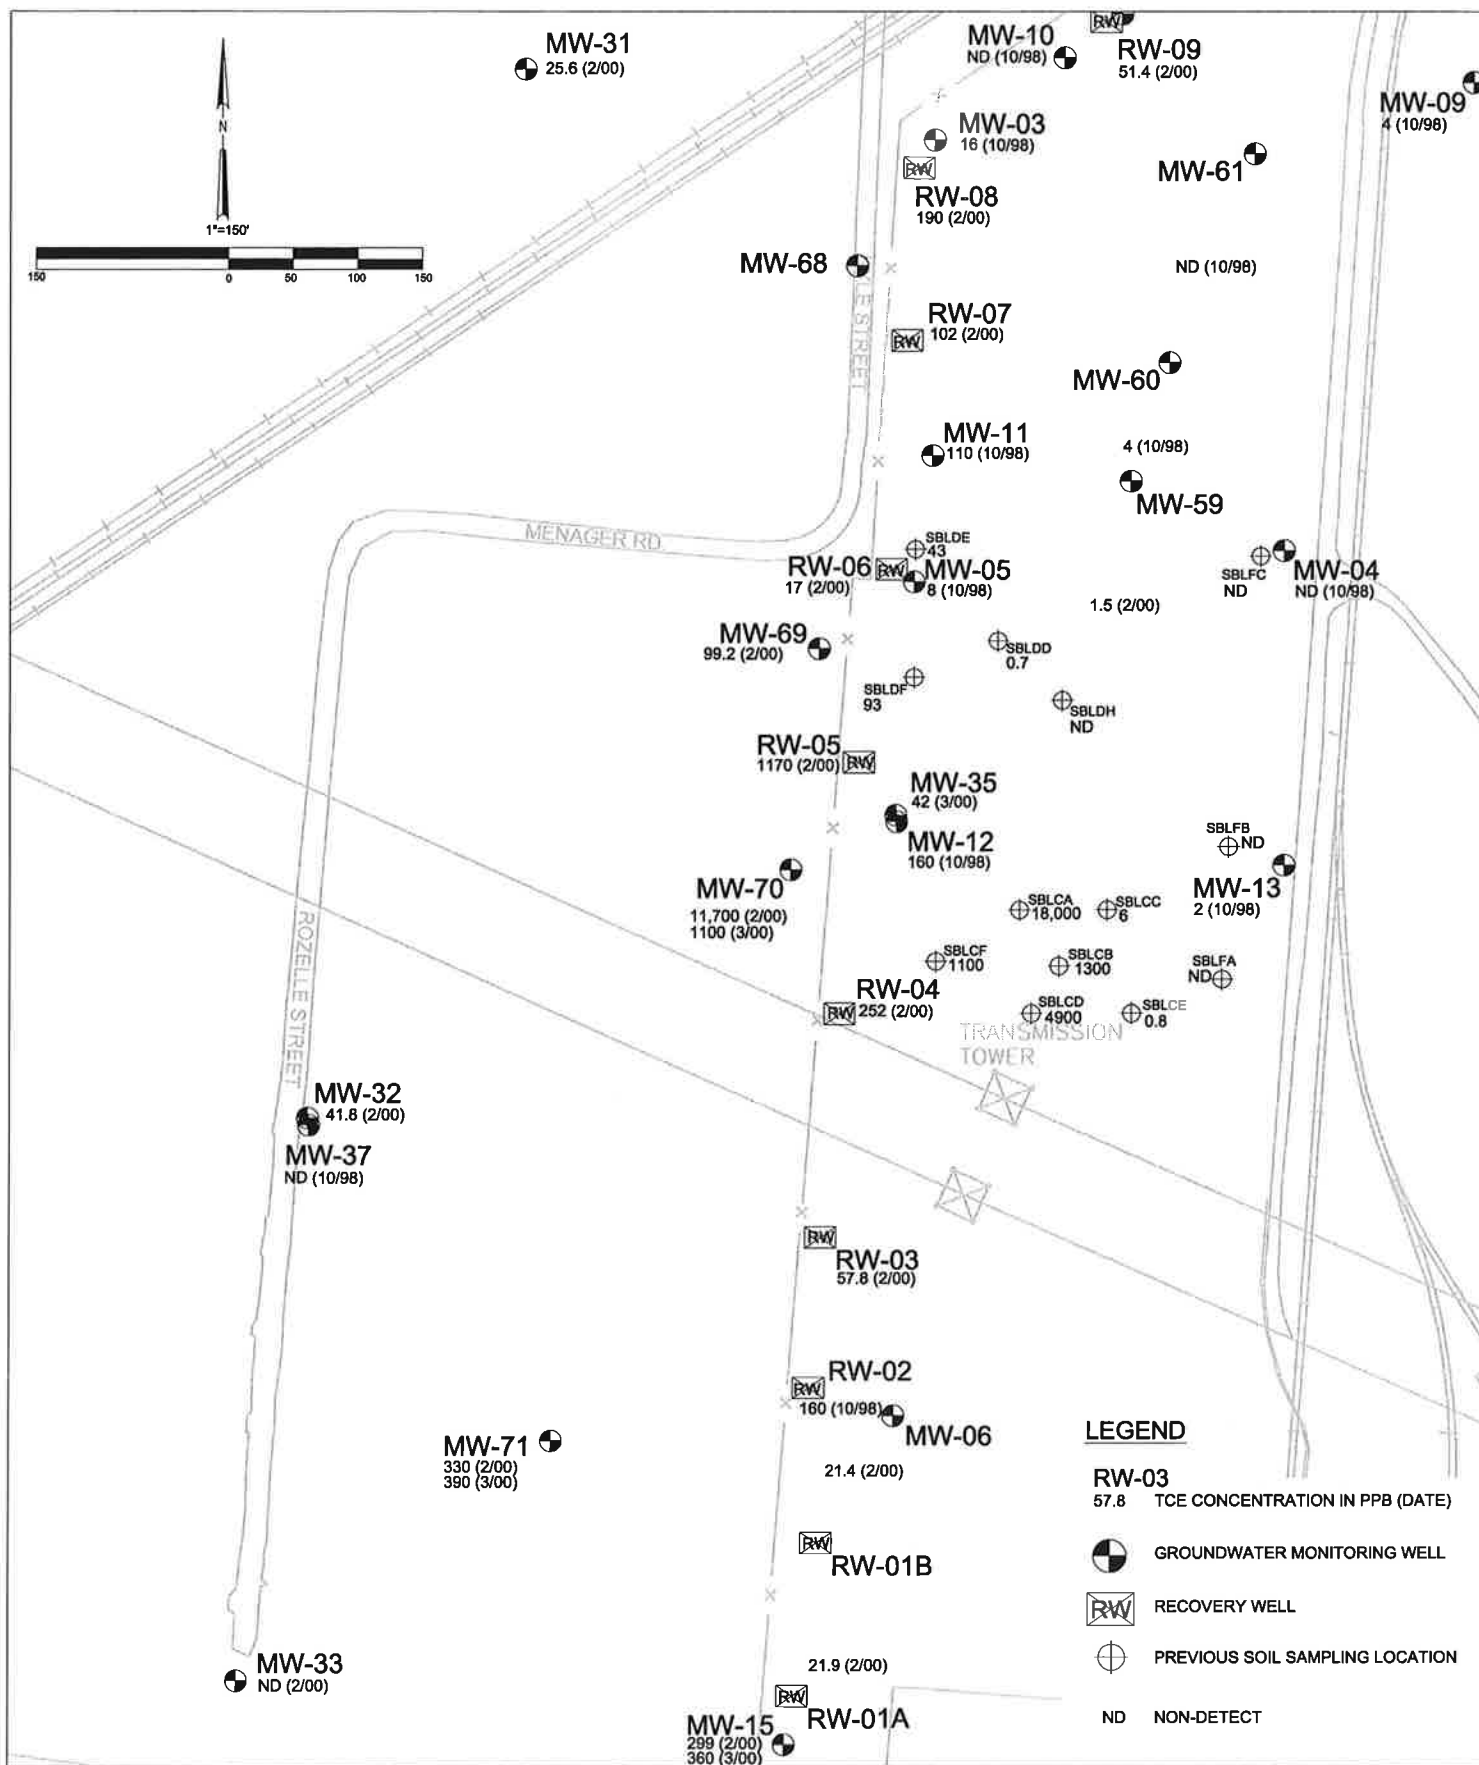 MW-31
25.6 (2/00)
MW-10
ND (10/98)
RW
RW-09
51.4 (2/00)
MW-09
4 (10/98)
N
1"=150'
150
0
50
100
150
MW-03
16 (10/98)
RW
RW-08
190 (2/00)
MW-61
MW-68
ND (10/98)
LE STREET
RW-07
102 (2/00)
RW
MW-60
MW-11
110 (10/98)
4 (10/98)
MW-59
MENAGER RD
SBLDE
43
RW-06
17 (2/00)
RW
MW-05
8 (10/98)
SBLFC
ND
MW-04
ND (10/98)
1.5 (2/00)
MW-69
99.2 (2/00)
SBLDD
0.7
SBLDF
93
SBLDH
ND
RW-05
1170 (2/00)
RW
MW-35
42 (3/00)
MW-12
160 (10/98)
SBLFB
ND
MW-13
2 (10/98)
MW-70
11,700 (2/00)
1100 (3/00)
SBLCA
18,000
SBLCC
6
SBLCF
1100
SBLCB
1300
SBLFA
ND
ROZELLE STREET
RW-04
252 (2/00)
RW
SBLCD
4900
SBLCE
0.8
TRANSMISSION
TOWER
MW-32
41.8 (2/00)
MW-37
ND (10/98)
RW
RW-03
57.8 (2/00)
RW
RW-02
160 (10/98)
MW-06
MW-71
330 (2/00)
390 (3/00)
21.4 (2/00)
RW
RW-01B
MW-33
ND (2/00)
21.9 (2/00)
RW
RW-01A
MW-15
299 (2/00)
360 (3/00)
LEGEND
RW-03
57.8 TCE CONCENTRATION IN PPB (DATE)
GROUNDWATER MONITORING WELL
RW RECOVERY WELL
PREVIOUS SOIL SAMPLING LOCATION
ND NON-DETECT